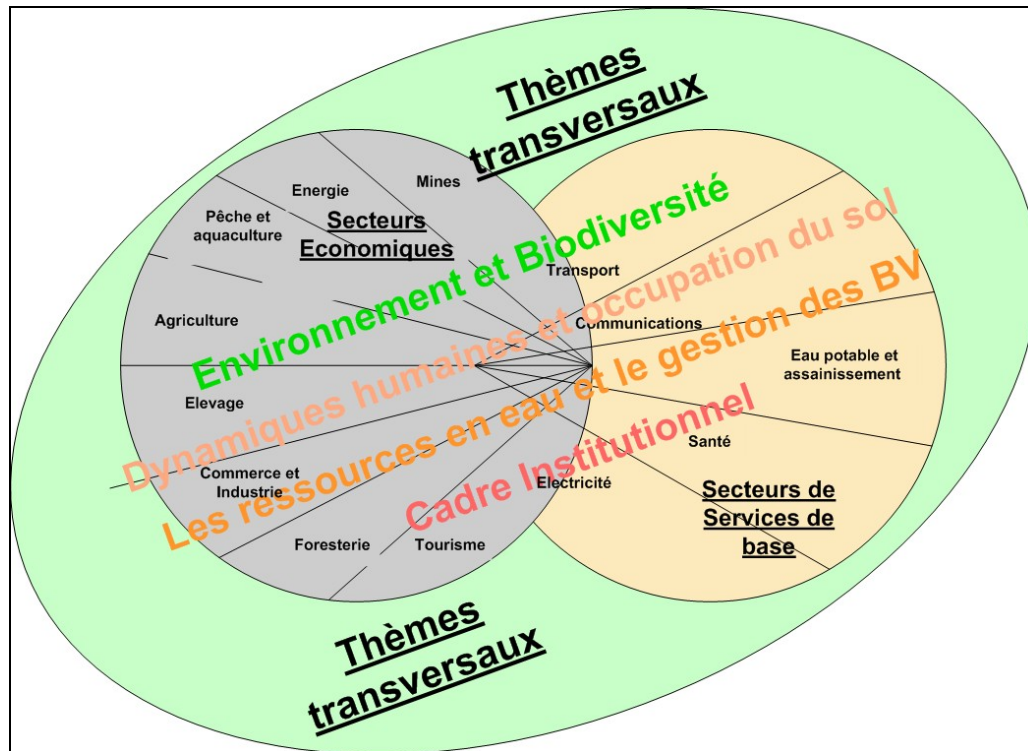 Thèmes
transversaux
Mines
Energie
Secteurs
Economiques
Pêche et
aquaculture
Environnement et Biodiversité
Transport
Dynamiques humaines et occupation du sol
Agriculture
Communications
Les ressources en eau et le gestion des BV
Eau potable et
assainissement
Elevage
Cadre Institutionnel
Santé
Commerce et
Industrie
Electricité
Secteurs de
Services de
base
Foresterie
Tourisme
Thèmes
transversaux